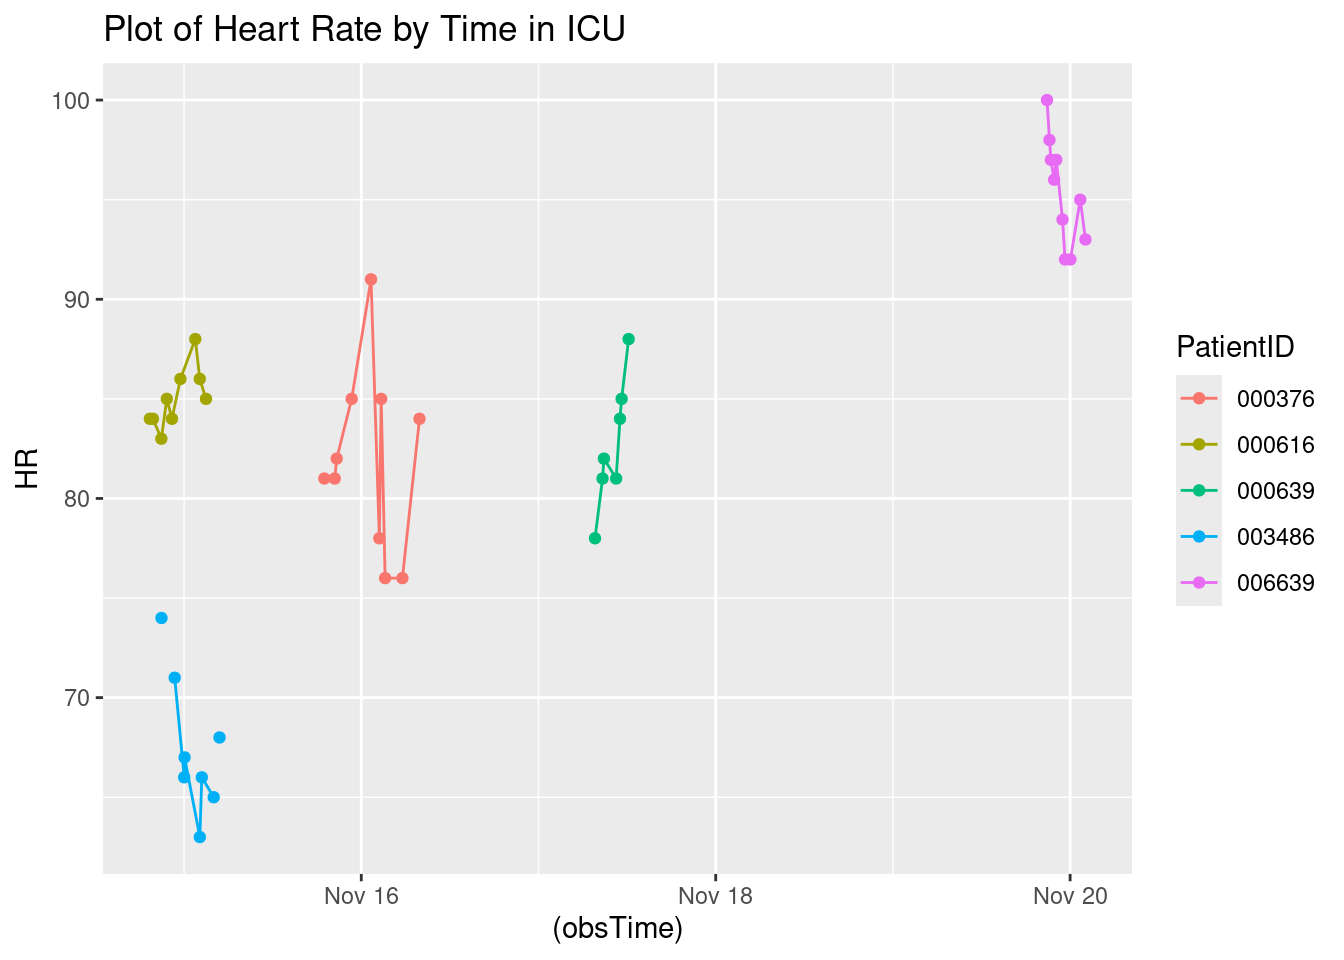 Plot of Heart Rate by Time in ICU
100
90
80
70
HR
Nov 16
Nov 18
Nov 20
(obsTime)
PatientID
000376
000616
000639
003486
006639